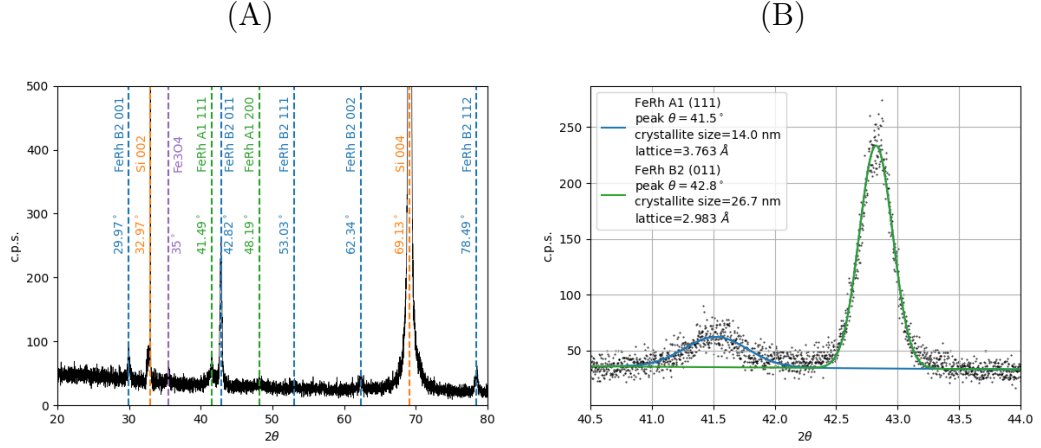 (A)
(B)
500
400
300
200
100
0
c.p.s.
20
30
40
50
60
70
80
2θ
FeRh B2 001
29.97°
Si 002
32.97°
Fe3O4
35°
FeRh A1 111
41.49°
FeRh B2 011
42.82°
FeRh A1 200
48.19°
FeRh B2 111
53.03°
FeRh B2 002
62.34°
Si 004
69.13°
FeRh B2 112
78.49°
250
200
150
100
50
c.p.s.
40.5
41.0
41.5
42.0
42.5
43.0
43.5
44.0
2θ
FeRh A1 (111)
peak θ = 41.5°
crystallite size=14.0 nm
lattice=3.763 Å
FeRh B2 (011)
peak θ = 42.8°
crystallite size=26.7 nm
lattice=2.983 Å